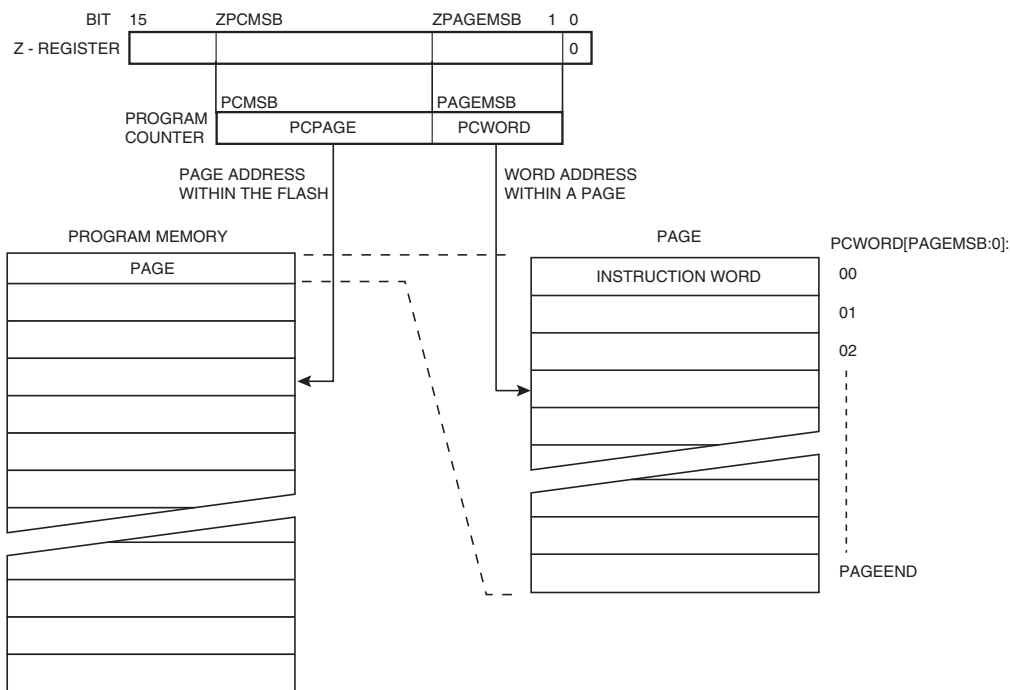 BIT 15 ZPCMSB ZPAGEMSB 1 0
Z - REGISTER 0
PCMSB PAGEMSB
PROGRAM
COUNTER
PCPAGE PCWORD
PAGE ADDRESS
WITHIN THE FLASH
WORD ADDRESS
WITHIN A PAGE
PROGRAM MEMORY
PAGE
PAGE
INSTRUCTION WORD
PCWORD[PAGEMSB:0]:
00
01
02
PAGEEND